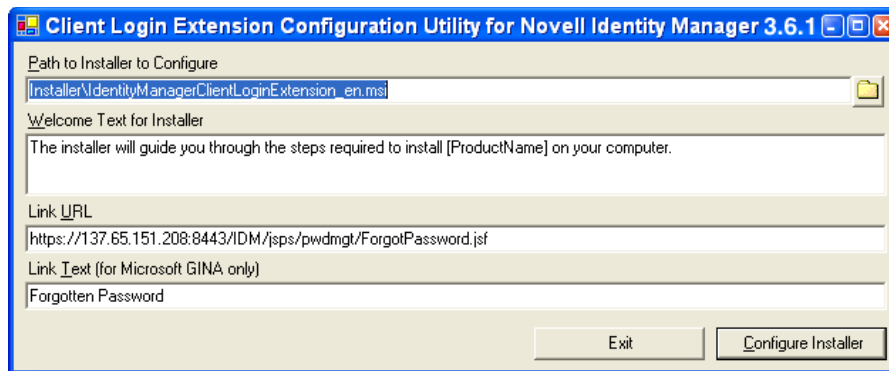 Client Login Extension Configuration Utility for Novell Identity Manager 3.6.1
Path to Installer to Configure
Installer\IdentityManagerClientLoginExtension_en.msi
Welcome Text for Installer
The installer will guide you through the steps required to install [ProductName] on your computer.
Link URL
https://137.65.151.208:8443/IDM/jsps/pwdmgt/ForgotPassword.jsf
Link Text (for Microsoft GINA only)
Forgotten Password
Exit
Configure Installer